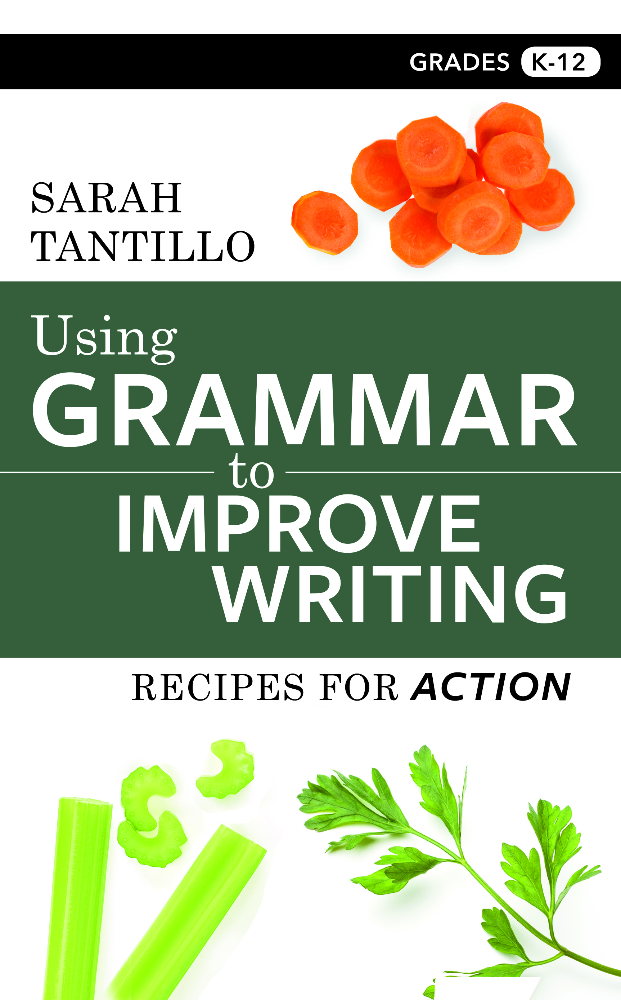 GRADES K-12
SARAH
TANTILLO
Using
GRAMMAR
to
IMPROVE
WRITING
RECIPES FOR ACTION